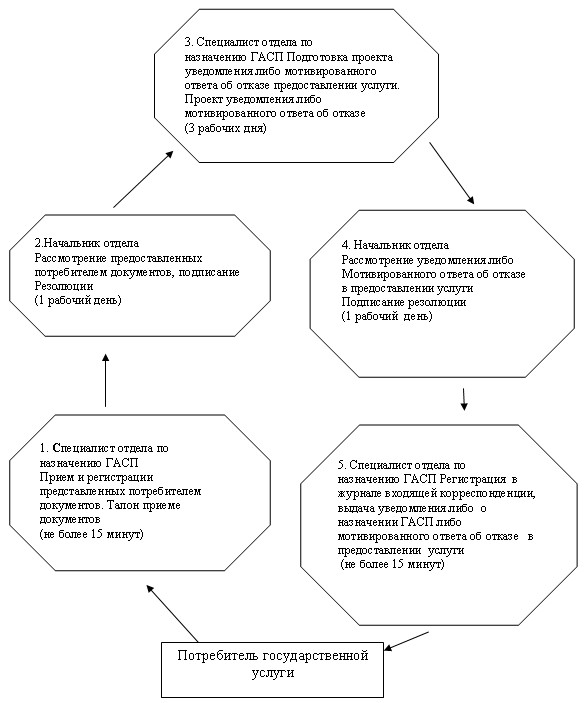 3. Специалист отдела по
назначению ГАСП Подготовка проекта
уведомления либо мотивированного
ответа об отказе предоставлении услуги.
Проект уведомления либо
мотивированного ответа об отказе
(3 рабочих дня)
2.Начальник отдела
Рассмотрение предоставленных
потребителем документов, подписание
Резолюции
(1 рабочий день)
4. Начальник отдела
Рассмотрение уведомления либо
Мотивированного ответа об отказе
в предоставлении услуги
Подписание резолюции
(1 рабочий день)
1. Специалист отдела по
назначению ГАСП
Прием и регистрации
представленных потребителем
документов. Талон приеме
документов
(не более 15 минут)
5. Специалист отдела по
назначению ГАСП Регистрация в
журнале входящей корреспонденции,
выдача уведомления либо о
назначении ГАСП либо
мотивированного ответа об отказе в
предоставлении услуги
(не более 15 минут)
Потребитель государственной
услуги